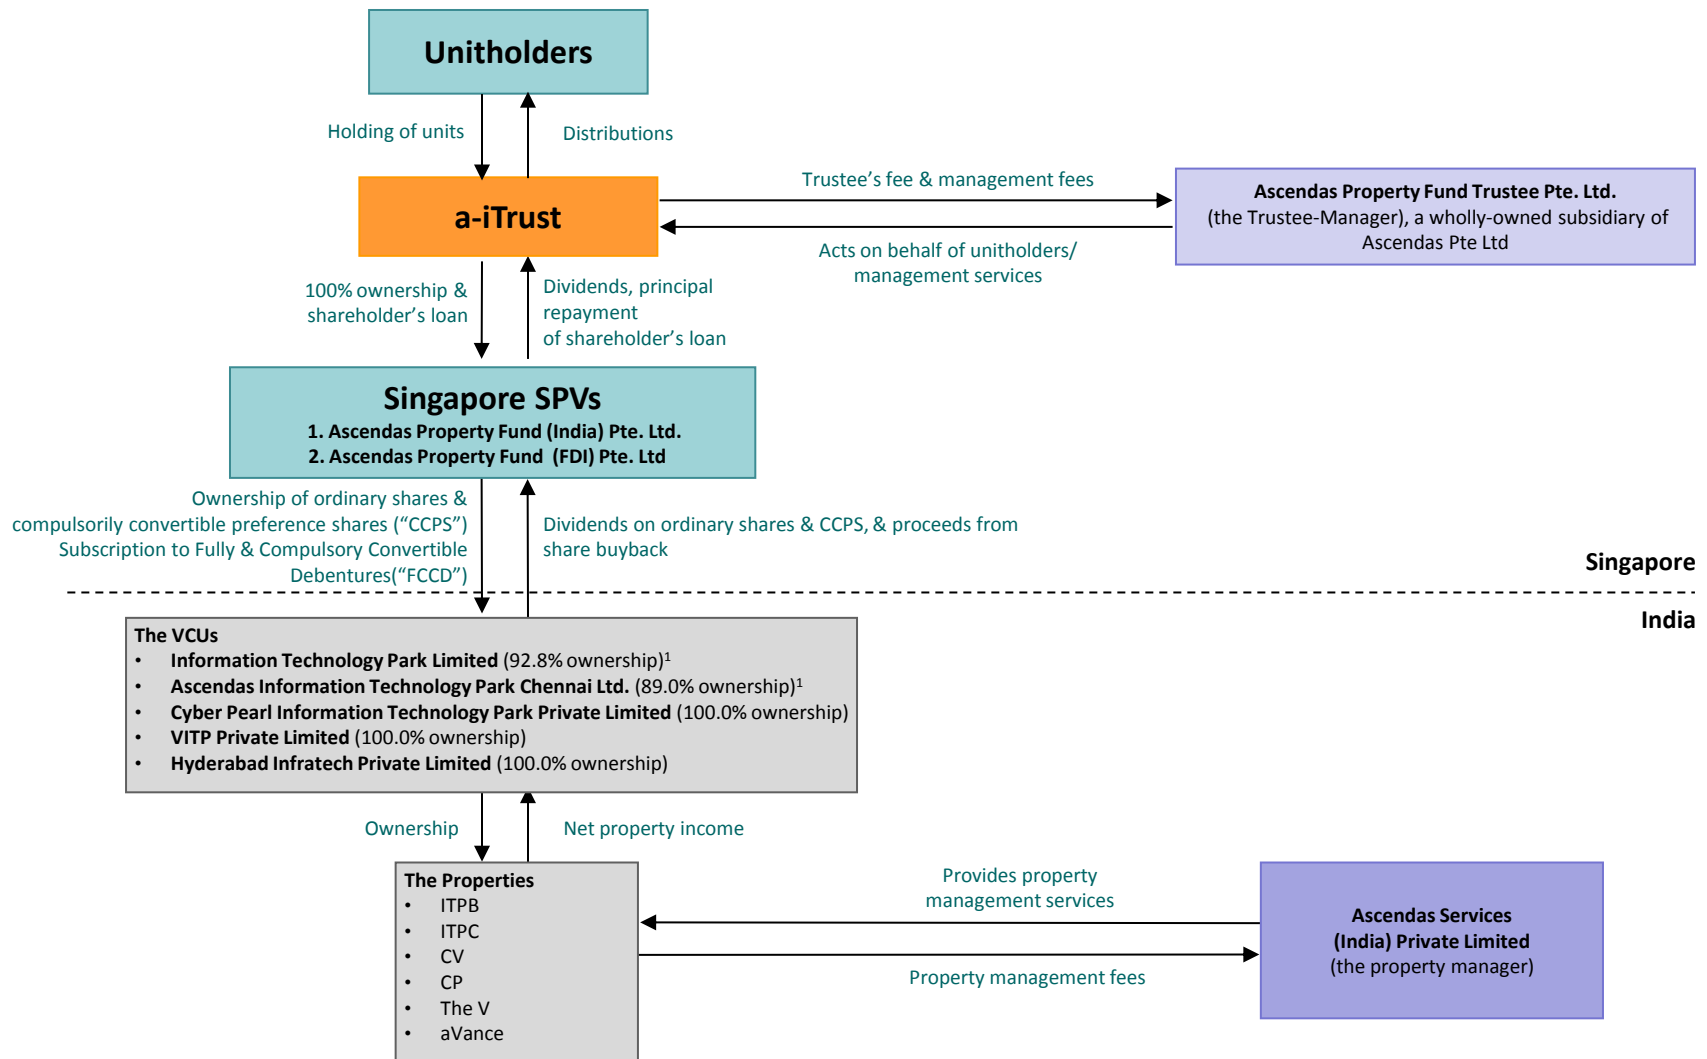 Unitholders
Holding of units
Distributions
a-iTrust
Trustee’s fee & management fees
Acts on behalf of unitholders/
management services
Ascendas Property Fund Trustee Pte. Ltd.
(the Trustee-Manager), a wholly-owned subsidiary of
Ascendas Pte Ltd
100% ownership &
shareholder’s loan
Dividends, principal
repayment
of shareholder’s loan
Singapore SPVs
1. Ascendas Property Fund (India) Pte. Ltd.
2. Ascendas Property Fund (FDI) Pte. Ltd
Ownership of ordinary shares &
compulsorily convertible preference shares (“CCPS”)
Subscription to Fully & Compulsory Convertible
Debentures(“FCCD”)
Dividends on ordinary shares & CCPS, & proceeds from
share buyback
Singapore
India
The VCUs
• Information Technology Park Limited (92.8% ownership)¹
• Ascendas Information Technology Park Chennai Ltd. (89.0% ownership)¹
• Cyber Pearl Information Technology Park Private Limited (100.0% ownership)
• VITP Private Limited (100.0% ownership)
• Hyderabad Infratech Private Limited (100.0% ownership)
Ownership
Net property income
The Properties
• ITPB
• ITPC
• CV
• CP
• The V
• aVance
Provides property
management services
Property management fees
Ascendas Services
(India) Private Limited
(the property manager)